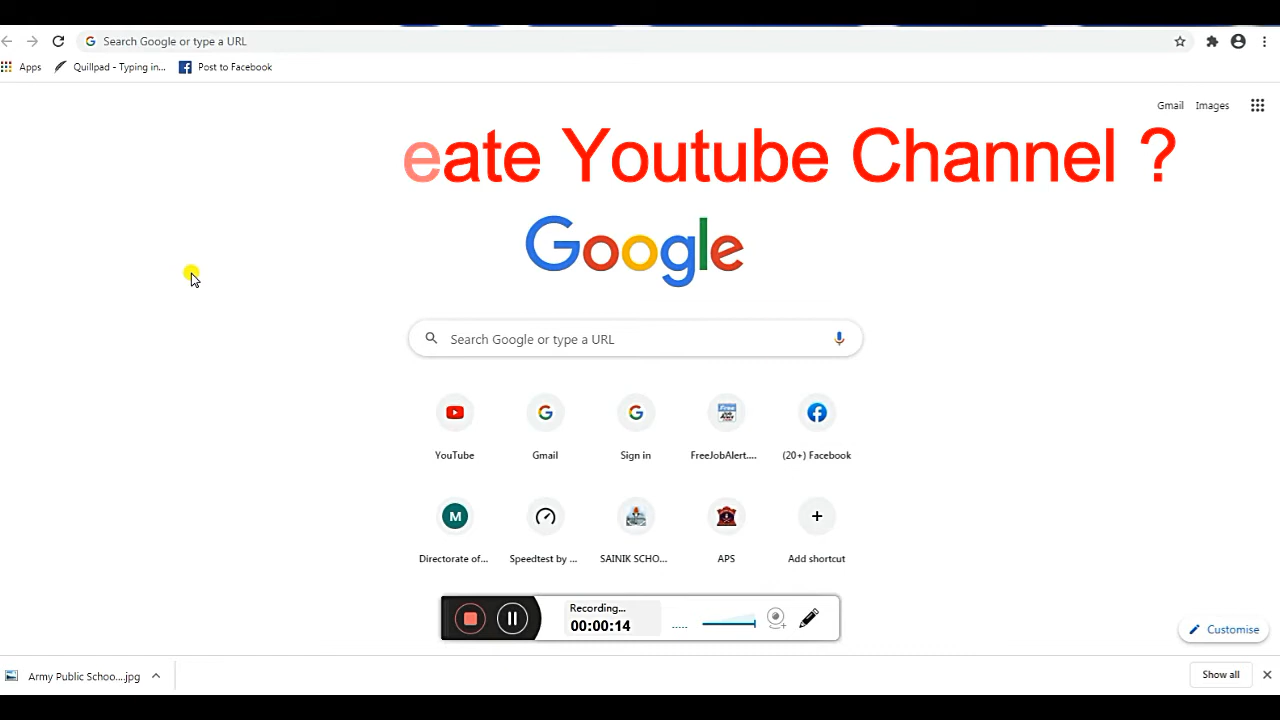 Search Google or type a URL
Apps Quillpad - Typing in... Post to Facebook
Gmail Images
eate Youtube Channel ?
Google
Search Google or type a URL
YouTube Gmail Sign in FreeJobAlert.... (20+) Facebook
M
Directorate of... Speedtest by ... SAINIK SCHO... APS Add shortcut
Recording...
00:00:14
Customise
Army Public Schoo....jpg Show all